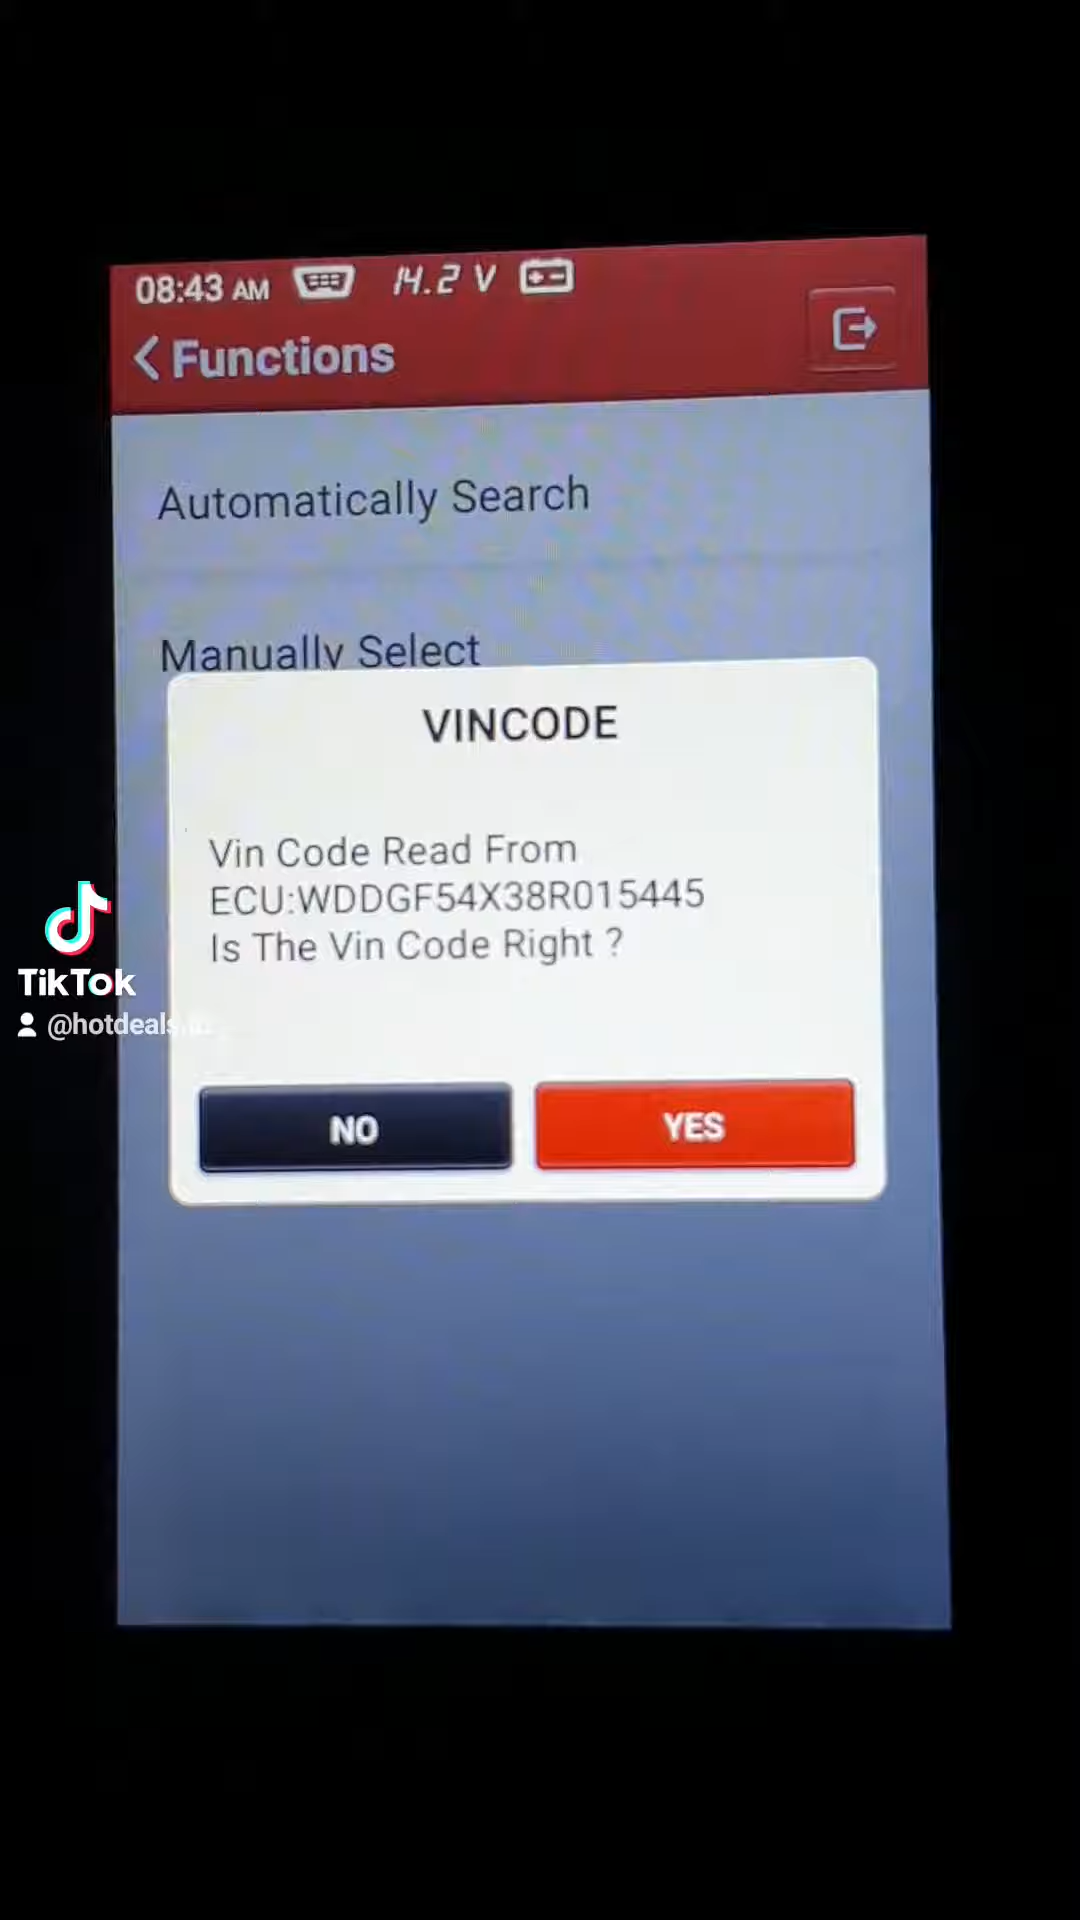 08:43 AM 14.2 V
Functions
Automatically Search
Manually Select
VINCODE
Vin Code Read From
ECU:WDDGF54X38R015445
Is The Vin Code Right ?
NO YES
TikTok